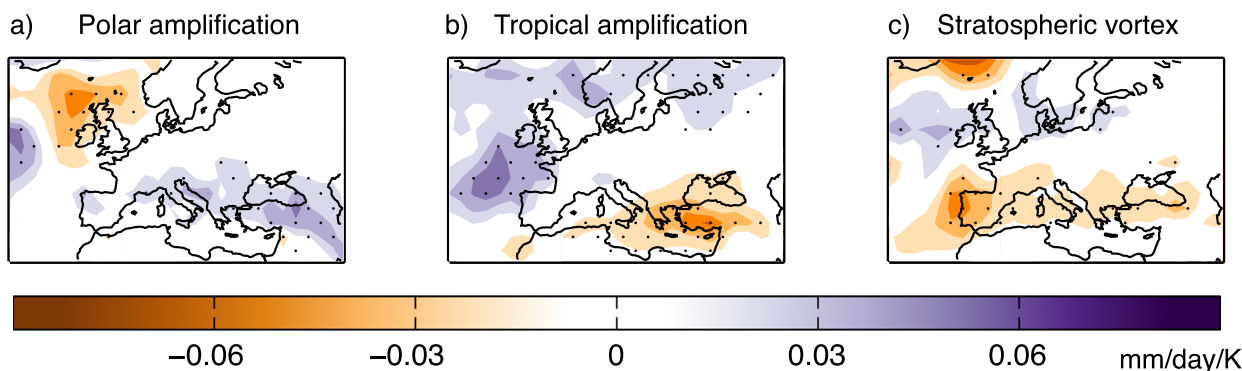 a) Polar amplification
b) Tropical amplification
c) Stratospheric vortex
−0.06 −0.03 0 0.03 0.06 mm/day/K